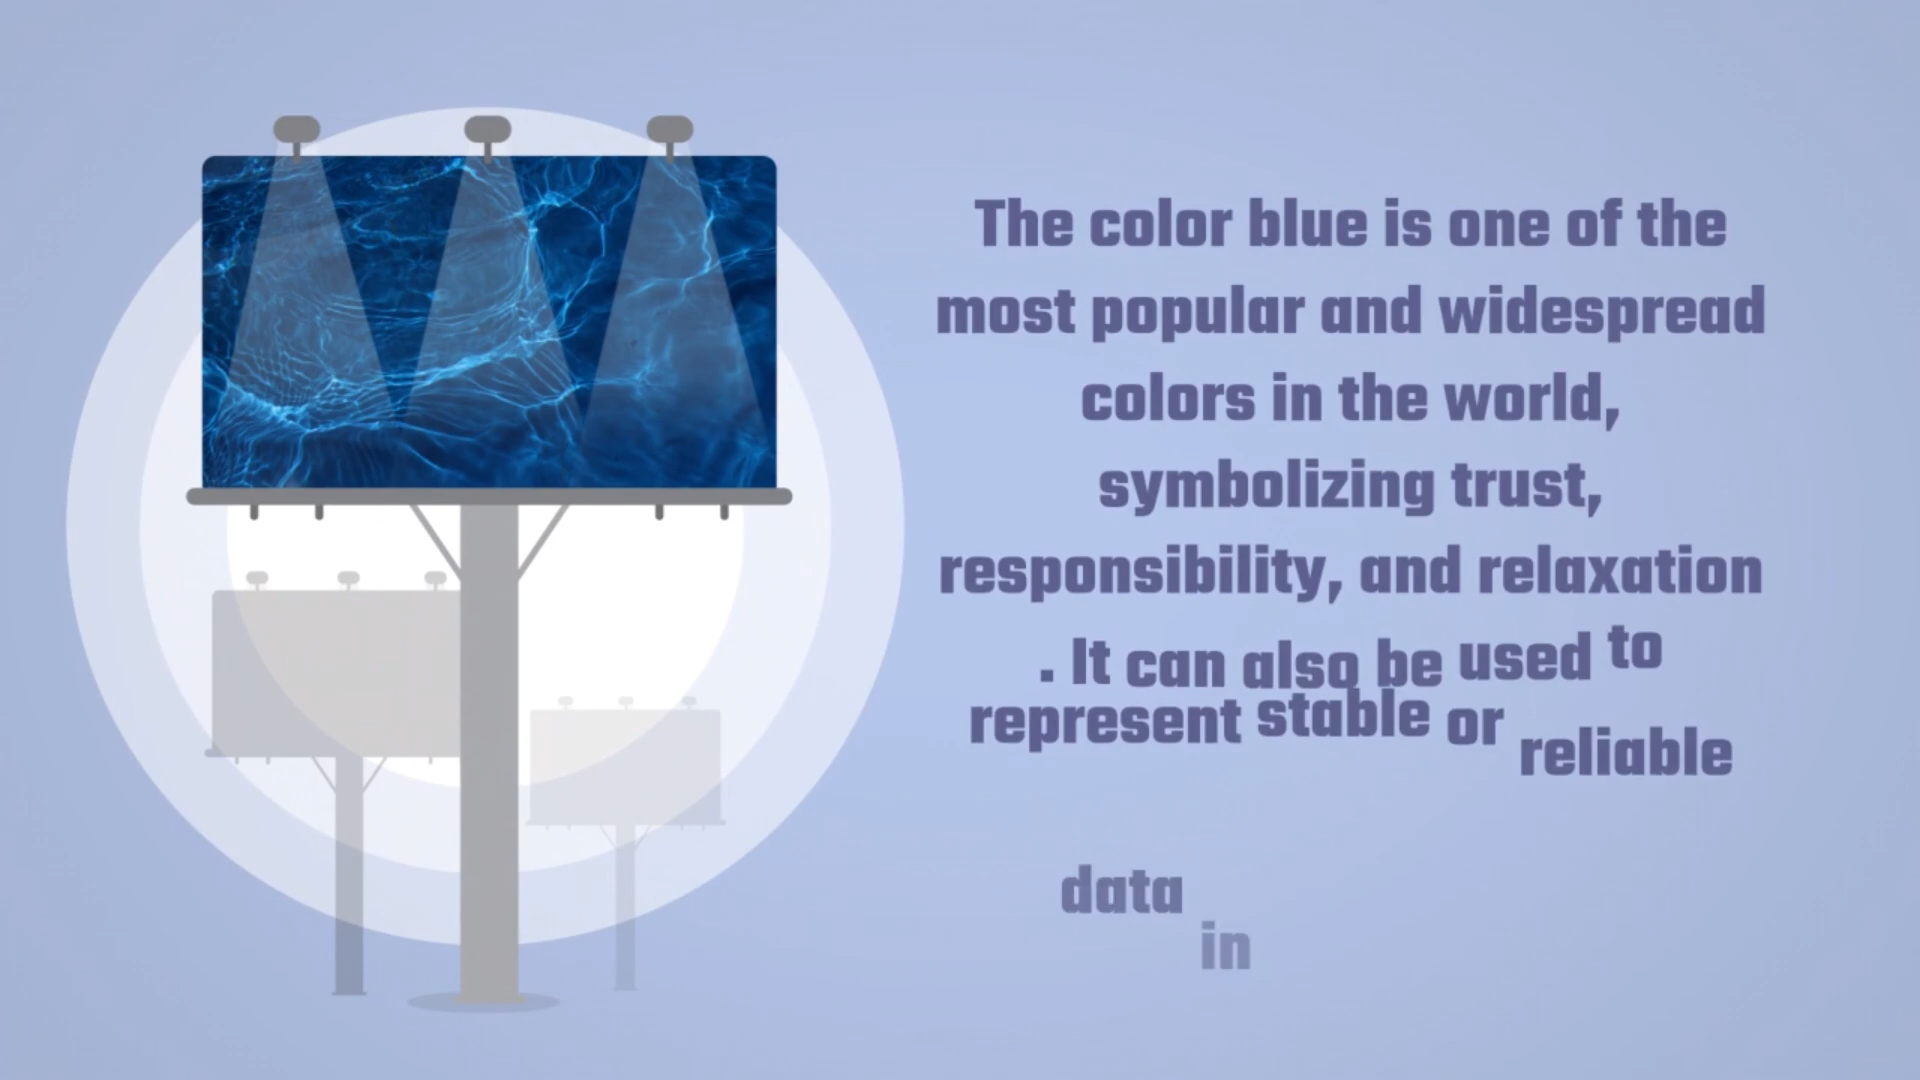 The color blue is one of the
most popular and widespread
colors in the world,
symbolizing trust,
responsibility, and relaxation
. It can also be used to
represent stable or reliable
data in